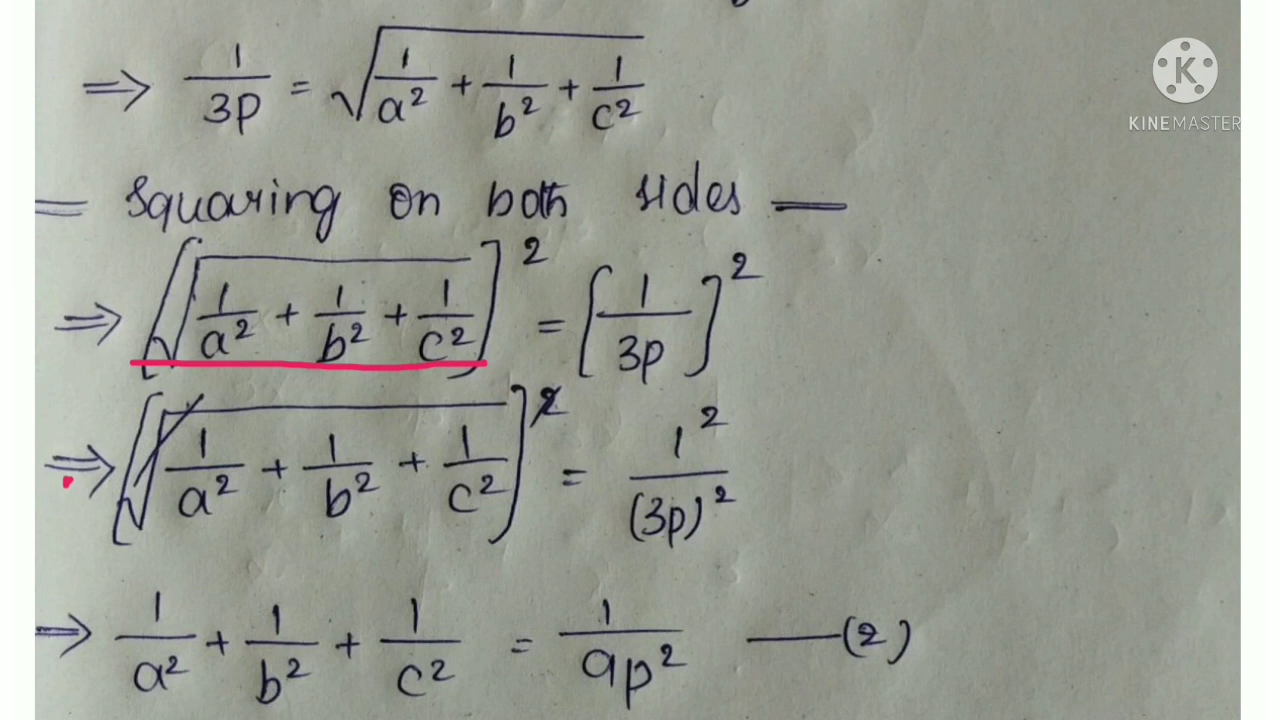 ⇒ 1/3p = √(1/a² + 1/b² + 1/c²)
K
KINEMASTER
= Squaring on both sides —
⇒ [√(1/a² + 1/b² + 1/c²)]² = [1/3p]²
⇒ [√(1/a² + 1/b² + 1/c²)]² = 1²/(3p)²
⇒ 1/a² + 1/b² + 1/c² = 1/9p² —(2)